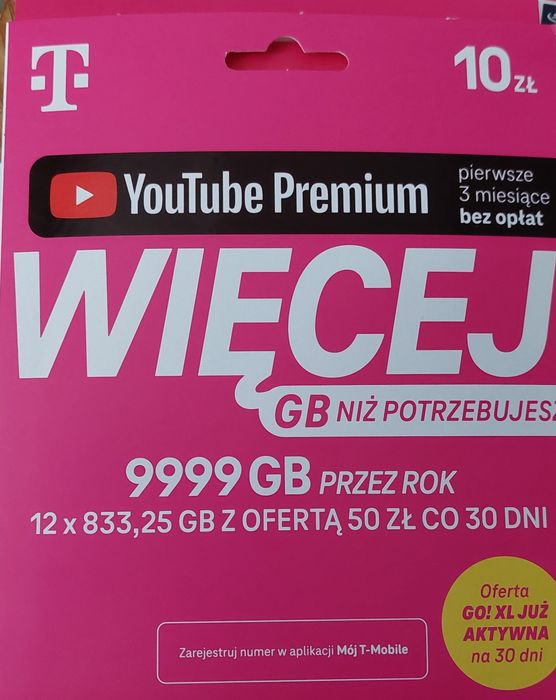 T
10 ZŁ
YouTube Premium
pierwsze
3 miesiące
bez opłat
WIĘCEJ
GB NIŻ POTRZEBUJESZ
9999 GB PRZEZ ROK
12 x 833,25 GB Z OFERTĄ 50 ZŁ CO 30 DNI
Oferta
GO! XL JUŻ
AKTYWNA
na 30 dni
Zarejestruj numer w aplikacji Mój T-Mobile